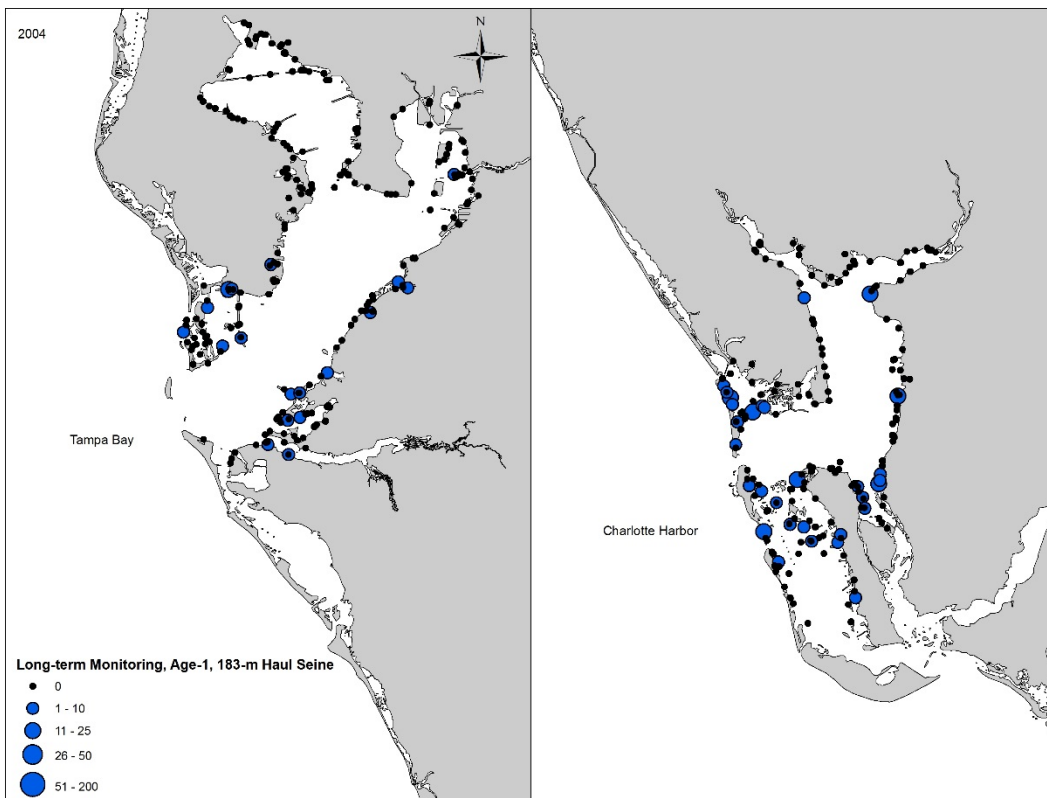 2004
N
Tampa Bay
Charlotte Harbor
Long-term Monitoring, Age-1, 183-m Haul Seine
0
1 - 10
11 - 25
26 - 50
51 - 200